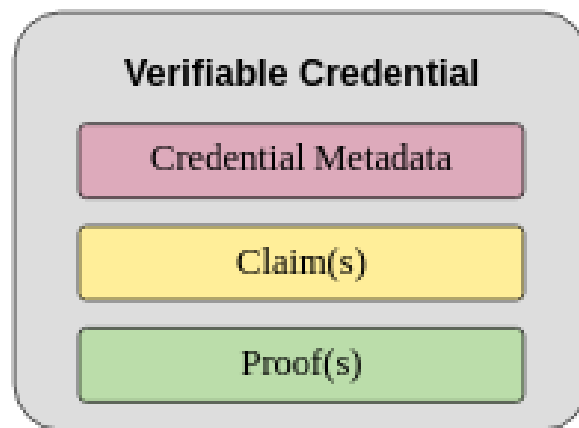 Verifiable Credential
Credential Metadata
Claim(s)
Proof(s)